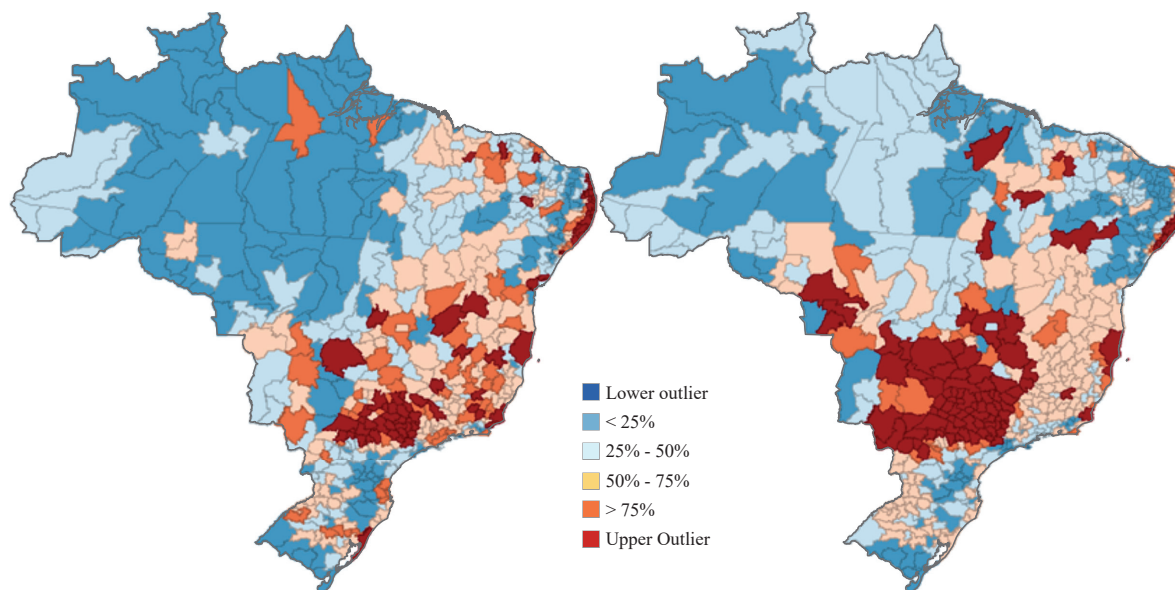 Lower outlier
< 25%
25% - 50%
50% - 75%
> 75%
Upper Outlier